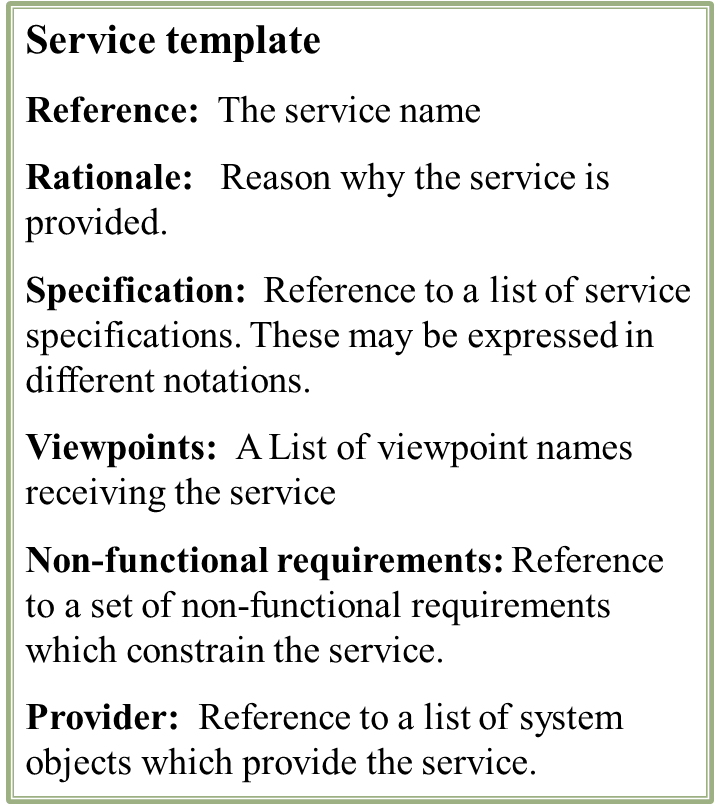 Service template
Reference: The service name
Rationale: Reason why the service is
provided.
Specification: Reference to a list of service
specifications. These may be expressed in
different notations.
Viewpoints: A List of viewpoint names
receiving the service
Non-functional requirements: Reference
to a set of non-functional requirements
which constrain the service.
Provider: Reference to a list of system
objects which provide the service.